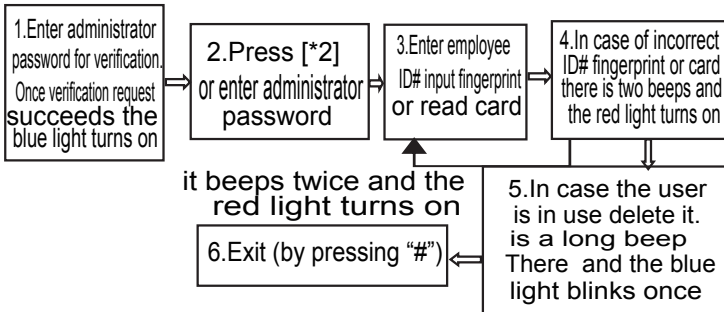 1.Enter administrator
password for verification.
Once verification request
succeeds the
blue light turns on
2.Press [*2]
or enter administrator
password
3.Enter employee
ID# input fingerprint
or read card
4.In case of incorrect
ID# fingerprint or card
there is two beeps and
the red light turns on
it beeps twice and the
red light turns on
5.In case the user
is in use delete it.
is a long beep
There and the blue
light blinks once
6.Exit (by pressing “#”)